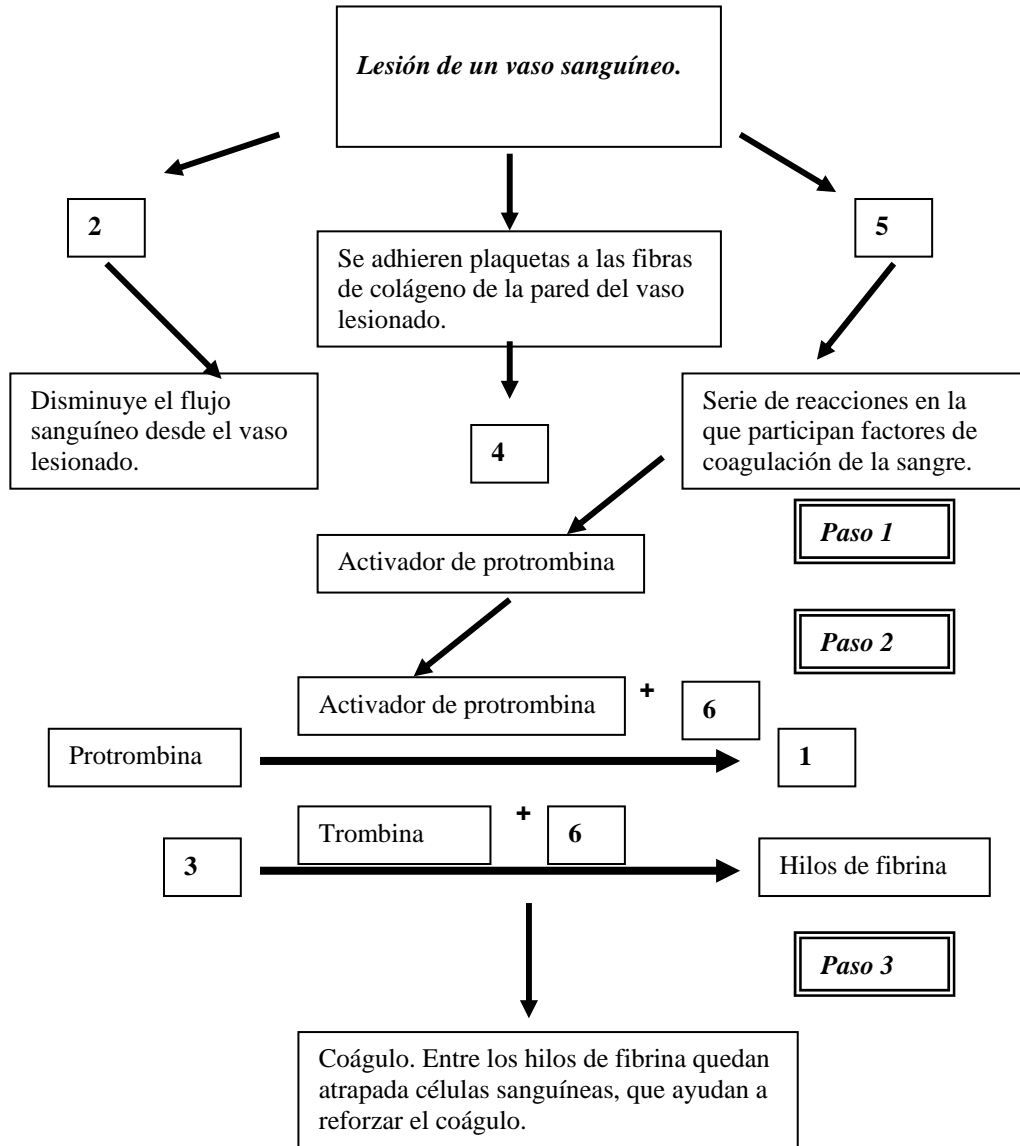 Lesión de un vaso sanguíneo.
2
5
Se adhieren plaquetas a las fibras
de colágeno de la pared del vaso
lesionado.
Disminuye el flujo
sanguíneo desde el vaso
lesionado.
4
Serie de reacciones en la
que participan factores de
coagulación de la sangre.
Paso 1
Activador de protrombina
Paso 2
Activador de protrombina
+
6
Protrombina
1
Trombina
+
6
3
Hilos de fibrina
Paso 3
Coágulo. Entre los hilos de fibrina quedan
atrapada células sanguíneas, que ayudan a
reforzar el coágulo.